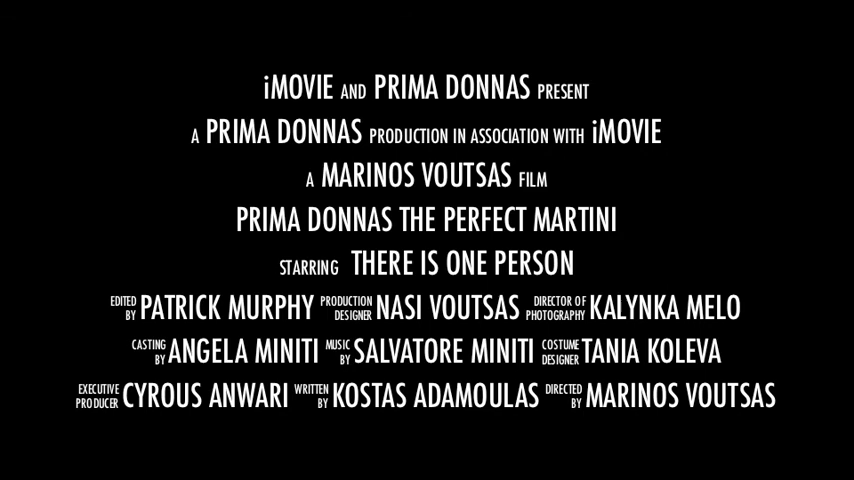 iMOVIE AND PRIMA DONNAS PRESENT
A PRIMA DONNAS PRODUCTION IN ASSOCIATION WITH iMOVIE
A MARINOS VOUTSAS FILM
PRIMA DONNAS THE PERFECT MARTINI
STARRING THERE IS ONE PERSON
EDITED BY PATRICK MURPHY PRODUCTION DESIGNER NASI VOUTSAS DIRECTOR OF PHOTOGRAPHY KALYNKA MELO
CASTING BY ANGELA MINITI MUSIC BY SALVATORE MINITI COSTUME DESIGNER TANIA KOLEVA
EXECUTIVE PRODUCER CYROUS ANWARI WRITTEN BY KOSTAS ADAMOULAS DIRECTED BY MARINOS VOUTSAS